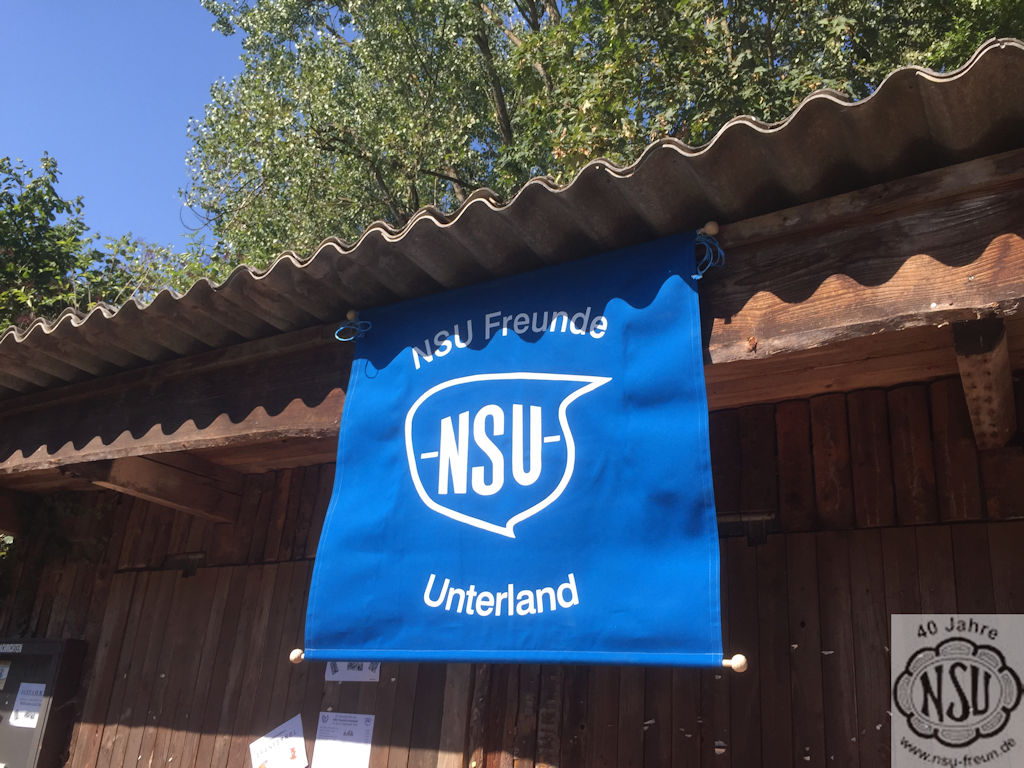 NSU Freunde
NSU
Unterland
40 Jahre
NSU
www.nsu-freun.de